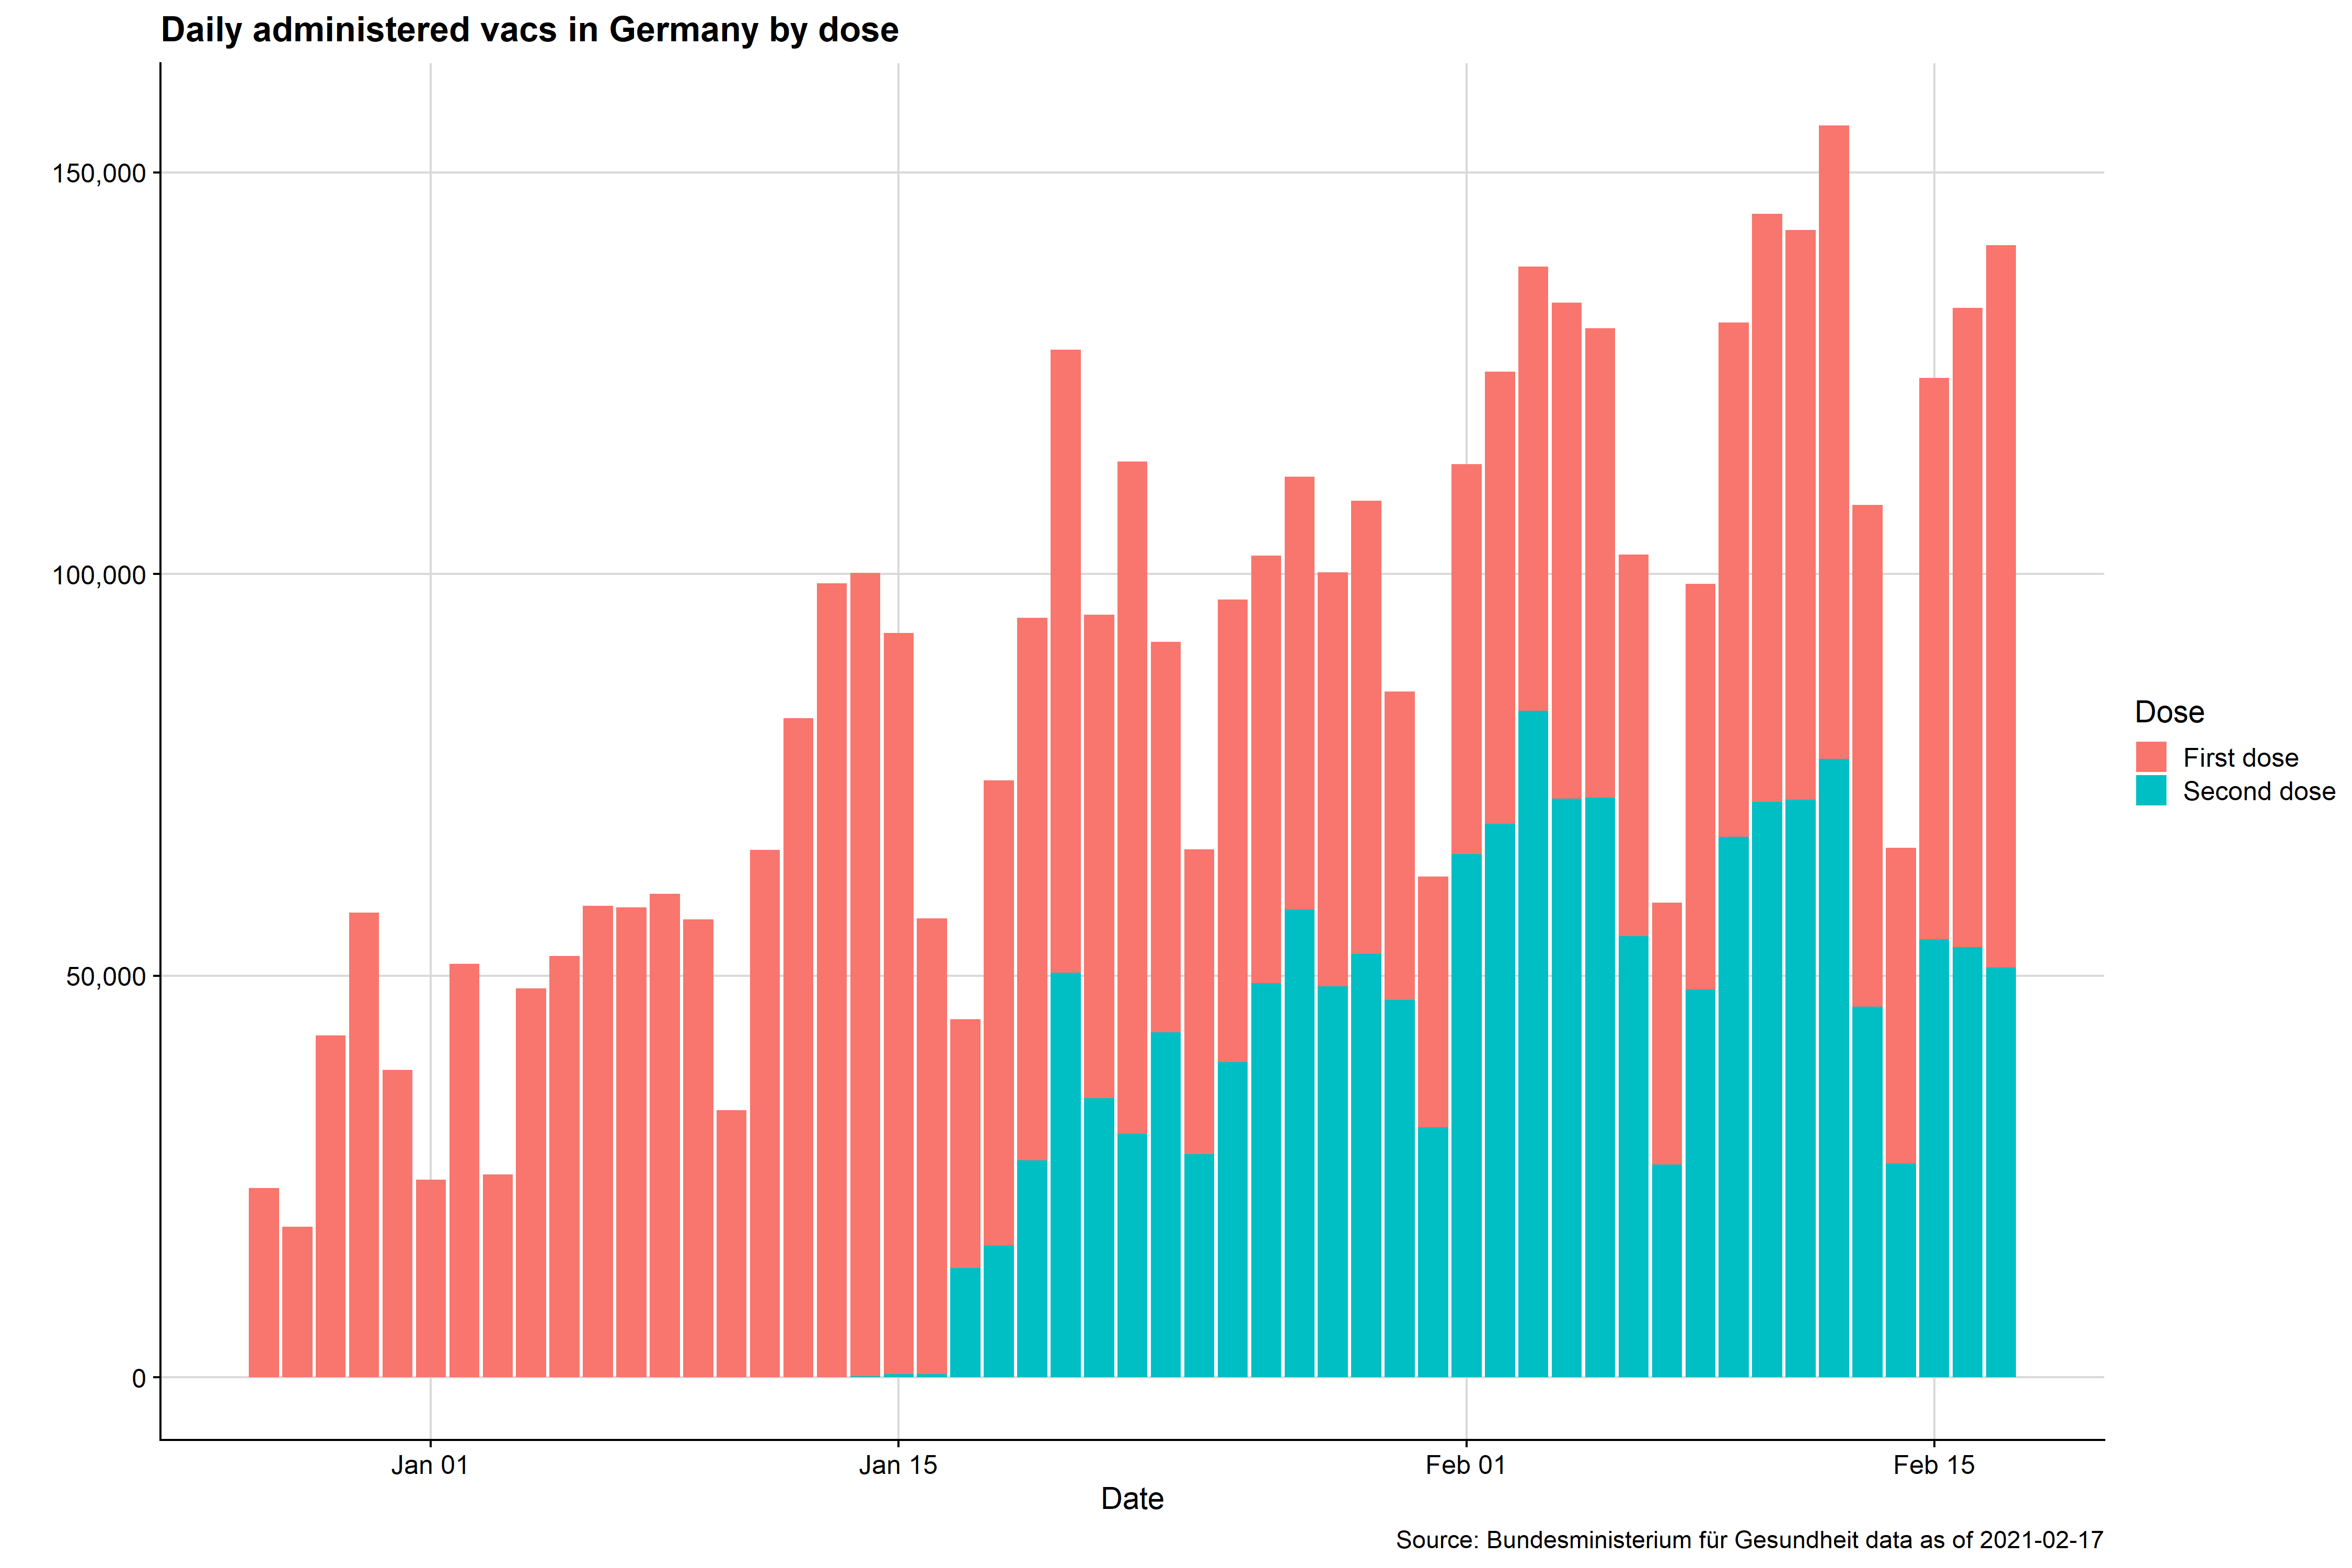 Daily administered vacs in Germany by dose
150,000
100,000
50,000
0
Jan 01
Jan 15
Feb 01
Feb 15
Date
Dose
First dose
Second dose
Source: Bundesministerium für Gesundheit data as of 2021-02-17